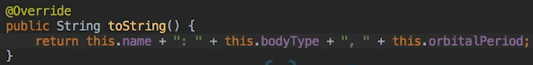 @Override
public String toString() {
    return this.name + ": " + this.bodyType + ", " + this.orbitalPeriod;
}